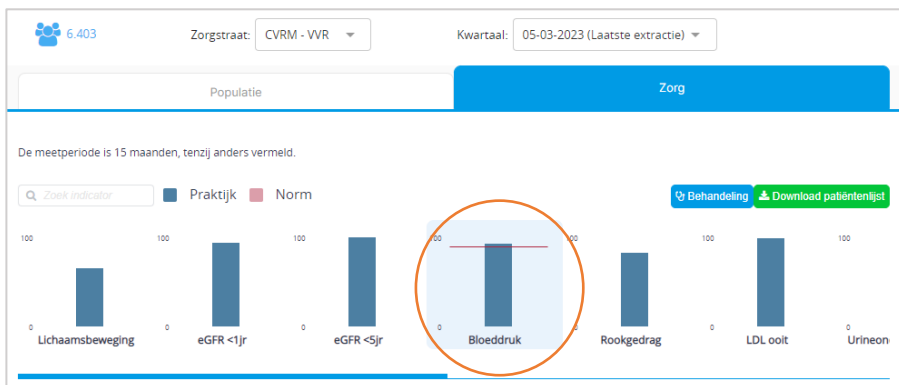 6.403 Zorgstraat: CVRM - VVR Kwartaal: 05-03-2023 (Laatste extractie)
Populatie Zorg
De meetperiode is 15 maanden, tenzij anders vermeld.
Zoek indicator Praktijk Norm Behandeling Download patiëntenlijst
100 100 100 100 100 100 100
0 0 0 0 0 0 0
Lichaamsbeweging eGFR <1jr eGFR <5jr Bloeddruk Rookgedrag LDL ooit Urineon